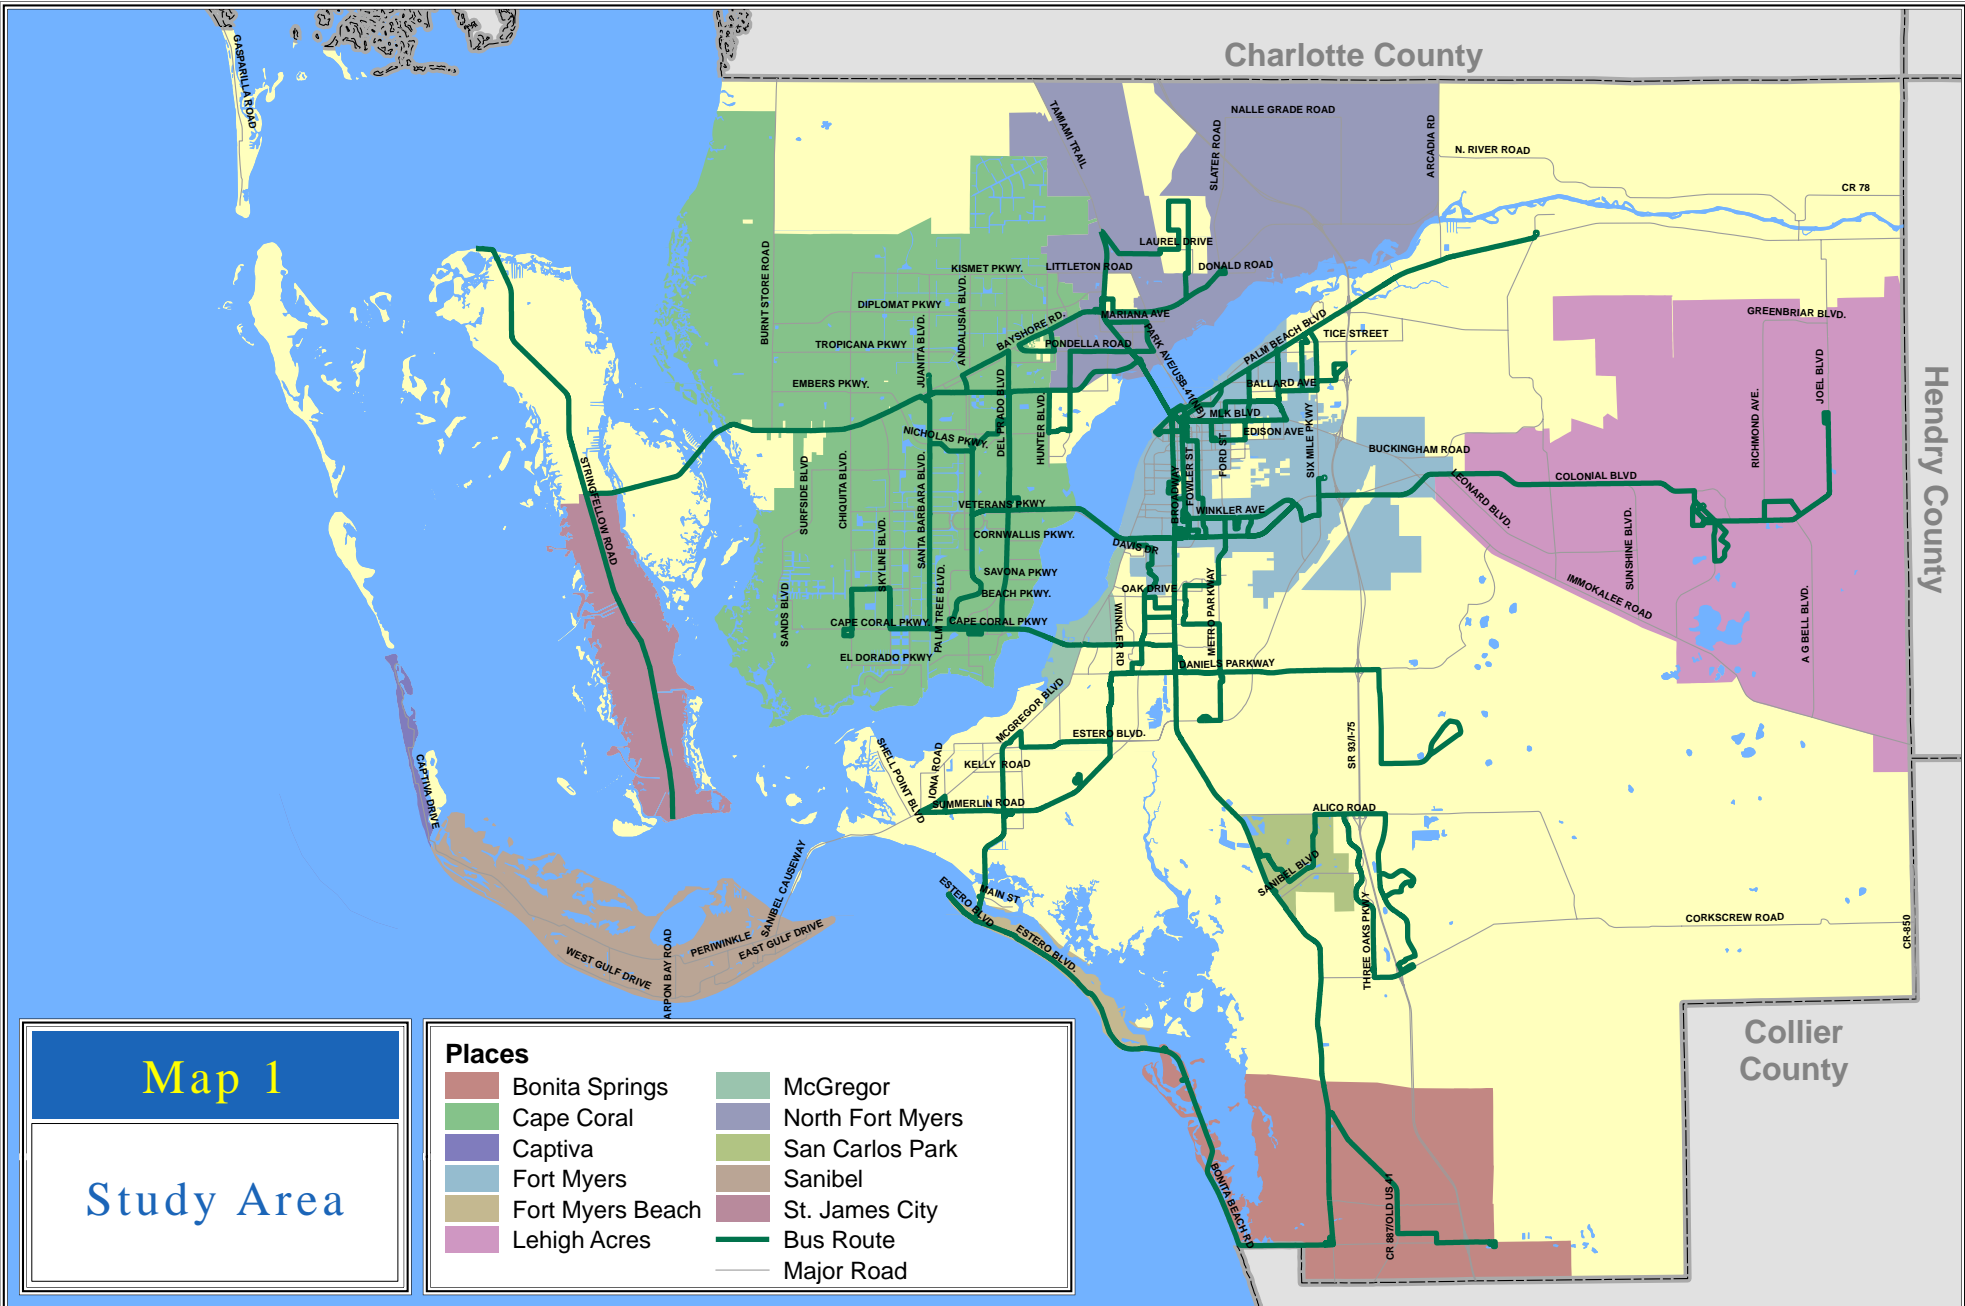 Charlotte County
GASPARILLA ROAD
TAMIAMI TRAIL
NALLE GRADE ROAD
SLATER ROAD
ARCADIA RD
N. RIVER ROAD
CR 78
LAUREL DRIVE
LITTLETON ROAD
DONALD ROAD
KISMET PKWY.
BURNT STORE ROAD
DIPLOMAT PKWY
ANDALUSIA BLVD.
JUANITA BLVD.
BAYSHORE RD.
MARIANA AVE
PARK AVE/USB.41(NB)
PALM BEACH BLVD
TICE STREET
GREENBRIAR BLVD.
TROPICANA PKWY
PONDELLA ROAD
JOEL BLVD
EMBERS PKWY.
BALLARD AVE
Hendry County
DEL PRADO BLVD
HUNTER BLVD.
MLK BLVD
EDISON AVE
NICHOLAS PKWY.
FORD ST
SIX MILE PKWY
BUCKINGHAM ROAD
RICHMOND AVE.
STRINGFELLOW ROAD
SURFSIDE BLVD
CHIQUITA BLVD.
SANTA BARBARA BLVD.
BROADWAY
FOWLER ST
LEONARD BLVD.
COLONIAL BLVD
VETERANS PKWY
WINKLER AVE
SKYLINE BLVD.
CORNWALLIS PKWY.
DAVIS DR
SUNSHINE BLVD.
SAVONA PKWY
BEACH PKWY.
OAK DRIVE
METRO PARKWAY
IMMOKALEE ROAD
SANDS BLVD
PALM TREE BLVD.
CAPE CORAL PKWY.
CAPE CORAL PKWY
WINKLER RD
A G BELL BLVD.
EL DORADO PKWY
DANIELS PARKWAY
MCGREGOR BLVD
ESTERO BLVD.
SR 93/I-75
SHELL POINT BLVD
IONA ROAD
KELLY ROAD
CAPTIVA DRIVE
SUMMERLIN ROAD
ALICO ROAD
SANIBEL CAUSEWAY
SANIBEL BLVD
MAIN ST
ESTERO BLVD
THREE OAKS PKWY
CORKSCREW ROAD
CR-850
PERIWINKLE
EAST GULF DRIVE
WEST GULF DRIVE
ARPON BAY ROAD
ESTERO BLVD.
Collier
County
BONITA BEACH RD
CR 887/OLD US 41
Map 1
Study Area
Places
Bonita Springs
Cape Coral
Captiva
Fort Myers
Fort Myers Beach
Lehigh Acres
McGregor
North Fort Myers
San Carlos Park
Sanibel
St. James City
Bus Route
Major Road